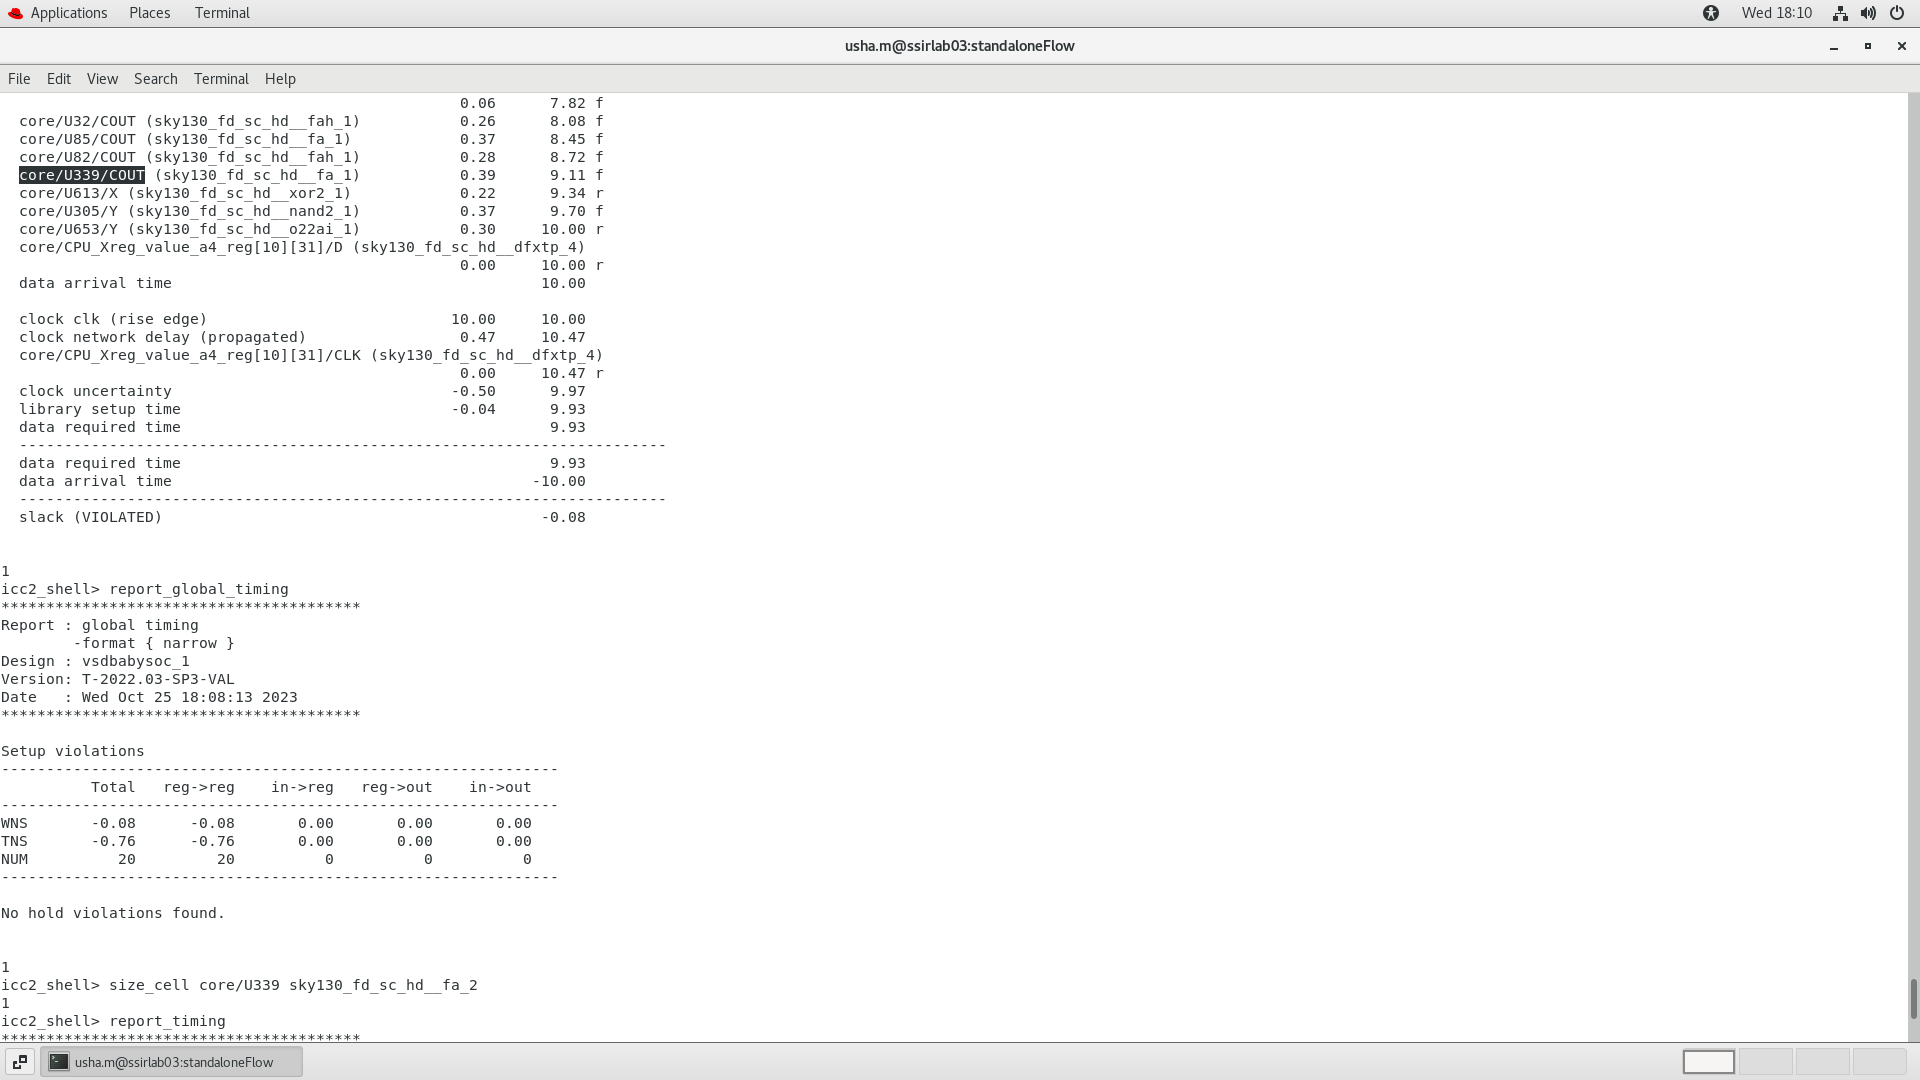 Applications Places Terminal Wed 18:10
usha.m@ssirlab03:standaloneFlow
File Edit View Search Terminal Help
                                                   0.06      7.82 f
  core/U32/COUT (sky130_fd_sc_hd__fah_1)           0.26      8.08 f
  core/U85/COUT (sky130_fd_sc_hd__fa_1)            0.37      8.45 f
  core/U82/COUT (sky130_fd_sc_hd__fah_1)           0.28      8.72 f
  core/U339/COUT (sky130_fd_sc_hd__fa_1)           0.39      9.11 f
  core/U613/X (sky130_fd_sc_hd__xor2_1)            0.22      9.34 r
  core/U305/Y (sky130_fd_sc_hd__nand2_1)           0.37      9.70 f
  core/U653/Y (sky130_fd_sc_hd__o22ai_1)           0.30     10.00 r
  core/CPU_Xreg_value_a4_reg[10][31]/D (sky130_fd_sc_hd__dfxtp_4)
                                                   0.00     10.00 r
  data arrival time                                         10.00
  clock clk (rise edge)                           10.00     10.00
  clock network delay (propagated)                 0.47     10.47
  core/CPU_Xreg_value_a4_reg[10][31]/CLK (sky130_fd_sc_hd__dfxtp_4)
                                                   0.00     10.47 r
  clock uncertainty                               -0.50      9.97
  library setup time                              -0.04      9.93
  data required time                                         9.93
  ------------------------------------------------------------------------
  data required time                                         9.93
  data arrival time                                        -10.00
  ------------------------------------------------------------------------
  slack (VIOLATED)                                          -0.08
1
icc2_shell> report_global_timing
****************************************
Report : global timing
        -format { narrow }
Design : vsdbabysoc_1
Version: T-2022.03-SP3-VAL
Date   : Wed Oct 25 18:08:13 2023
****************************************
Setup violations
--------------------------------------------------------------
          Total   reg->reg    in->reg   reg->out    in->out
--------------------------------------------------------------
WNS       -0.08      -0.08       0.00       0.00       0.00
TNS       -0.76      -0.76       0.00       0.00       0.00
NUM          20         20          0          0          0
--------------------------------------------------------------
No hold violations found.
1
icc2_shell> size_cell core/U339 sky130_fd_sc_hd__fa_2
1
icc2_shell> report_timing
****************************************
usha.m@ssirlab03:standaloneFlow